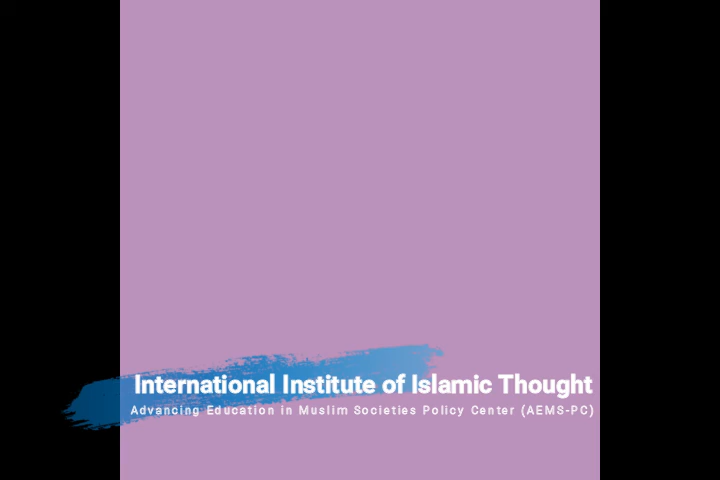 International Institute of Islamic Thought
Advancing Education in Muslim Societies Policy Center (AEMS-PC)